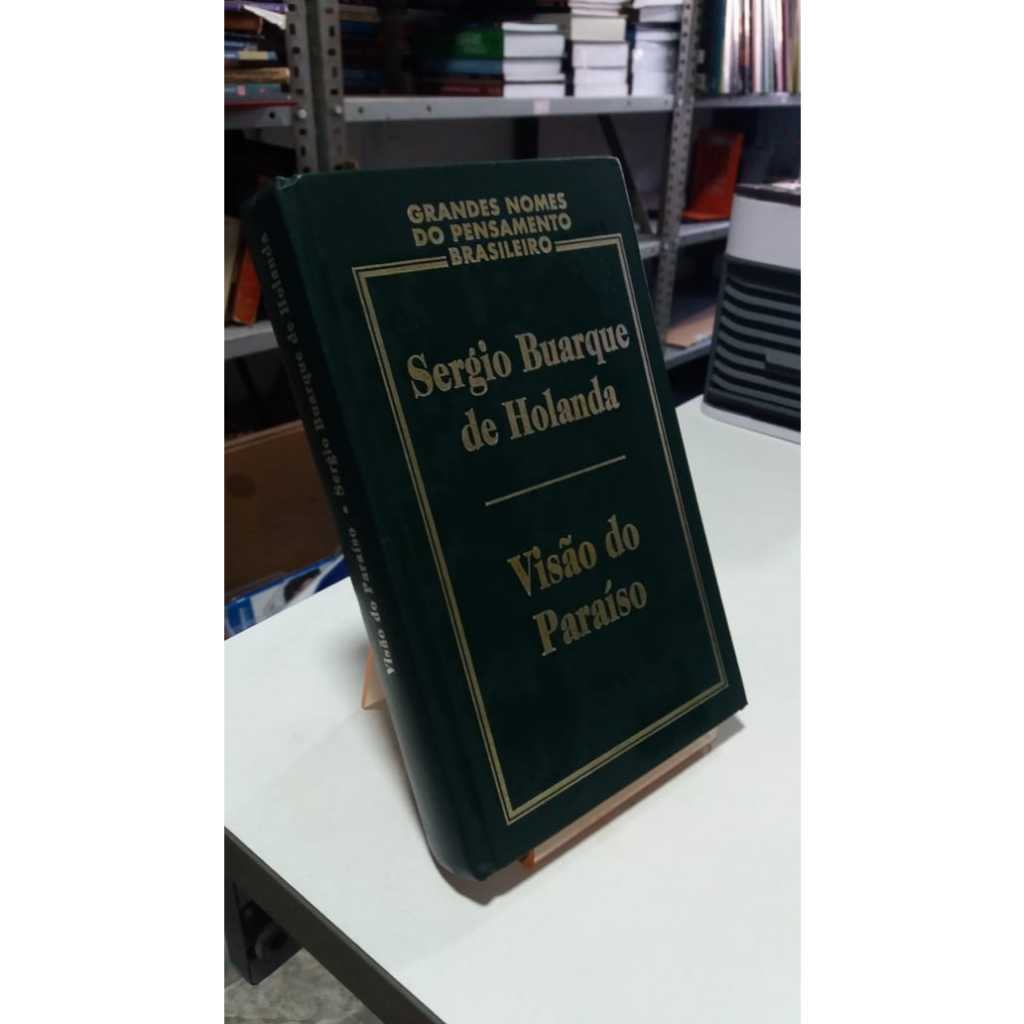 GRANDES NOMES
DO PENSAMENTO
BRASILEIRO
Sergio Buarque
de Holanda
Visão do
Paraíso
Visão do Paraíso • Sergio Buarque de Holanda